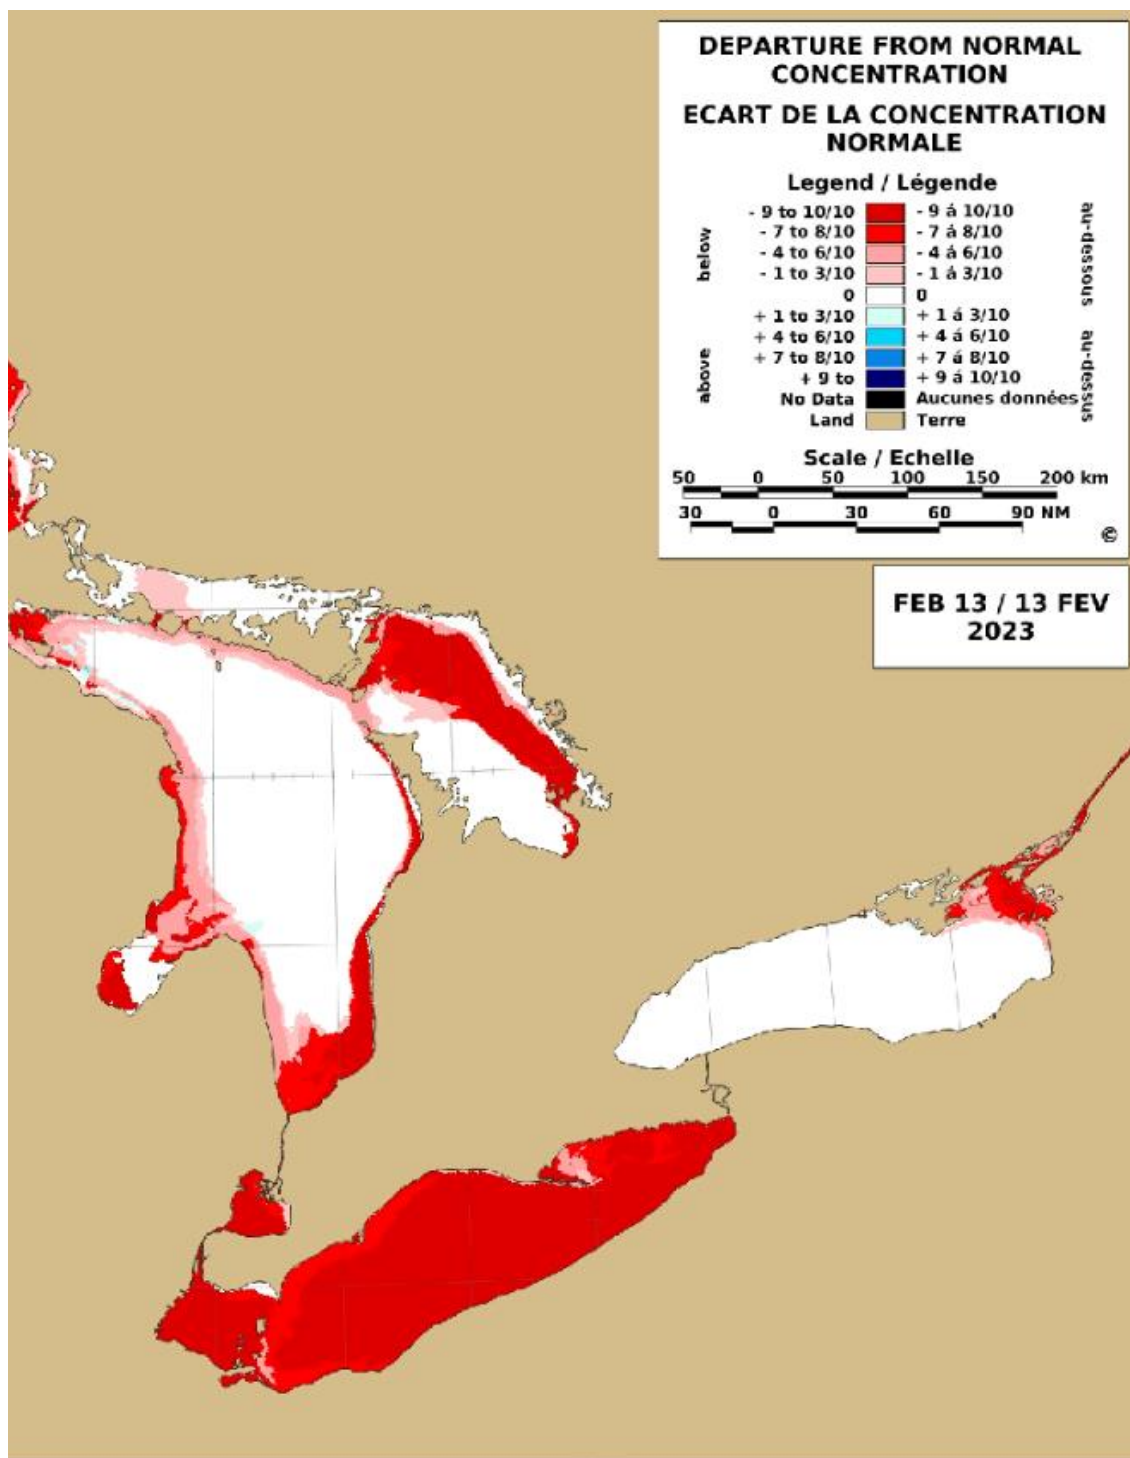 DEPARTURE FROM NORMAL
CONCENTRATION
ECART DE LA CONCENTRATION
NORMALE
Legend / Légende
below
- 9 to 10/10 - 9 á 10/10
- 7 to 8/10 - 7 á 8/10
- 4 to 6/10 - 4 á 6/10
- 1 to 3/10 - 1 á 3/10
au-dessous
0 0
above
+ 1 to 3/10 + 1 á 3/10
+ 4 to 6/10 + 4 á 6/10
+ 7 to 8/10 + 7 á 8/10
+ 9 to + 9 á 10/10
au-dessus
No Data Aucunes données
Land Terre
Scale / Echelle
50 0 50 100 150 200 km
30 0 30 60 90 NM
©
FEB 13 / 13 FEV
2023